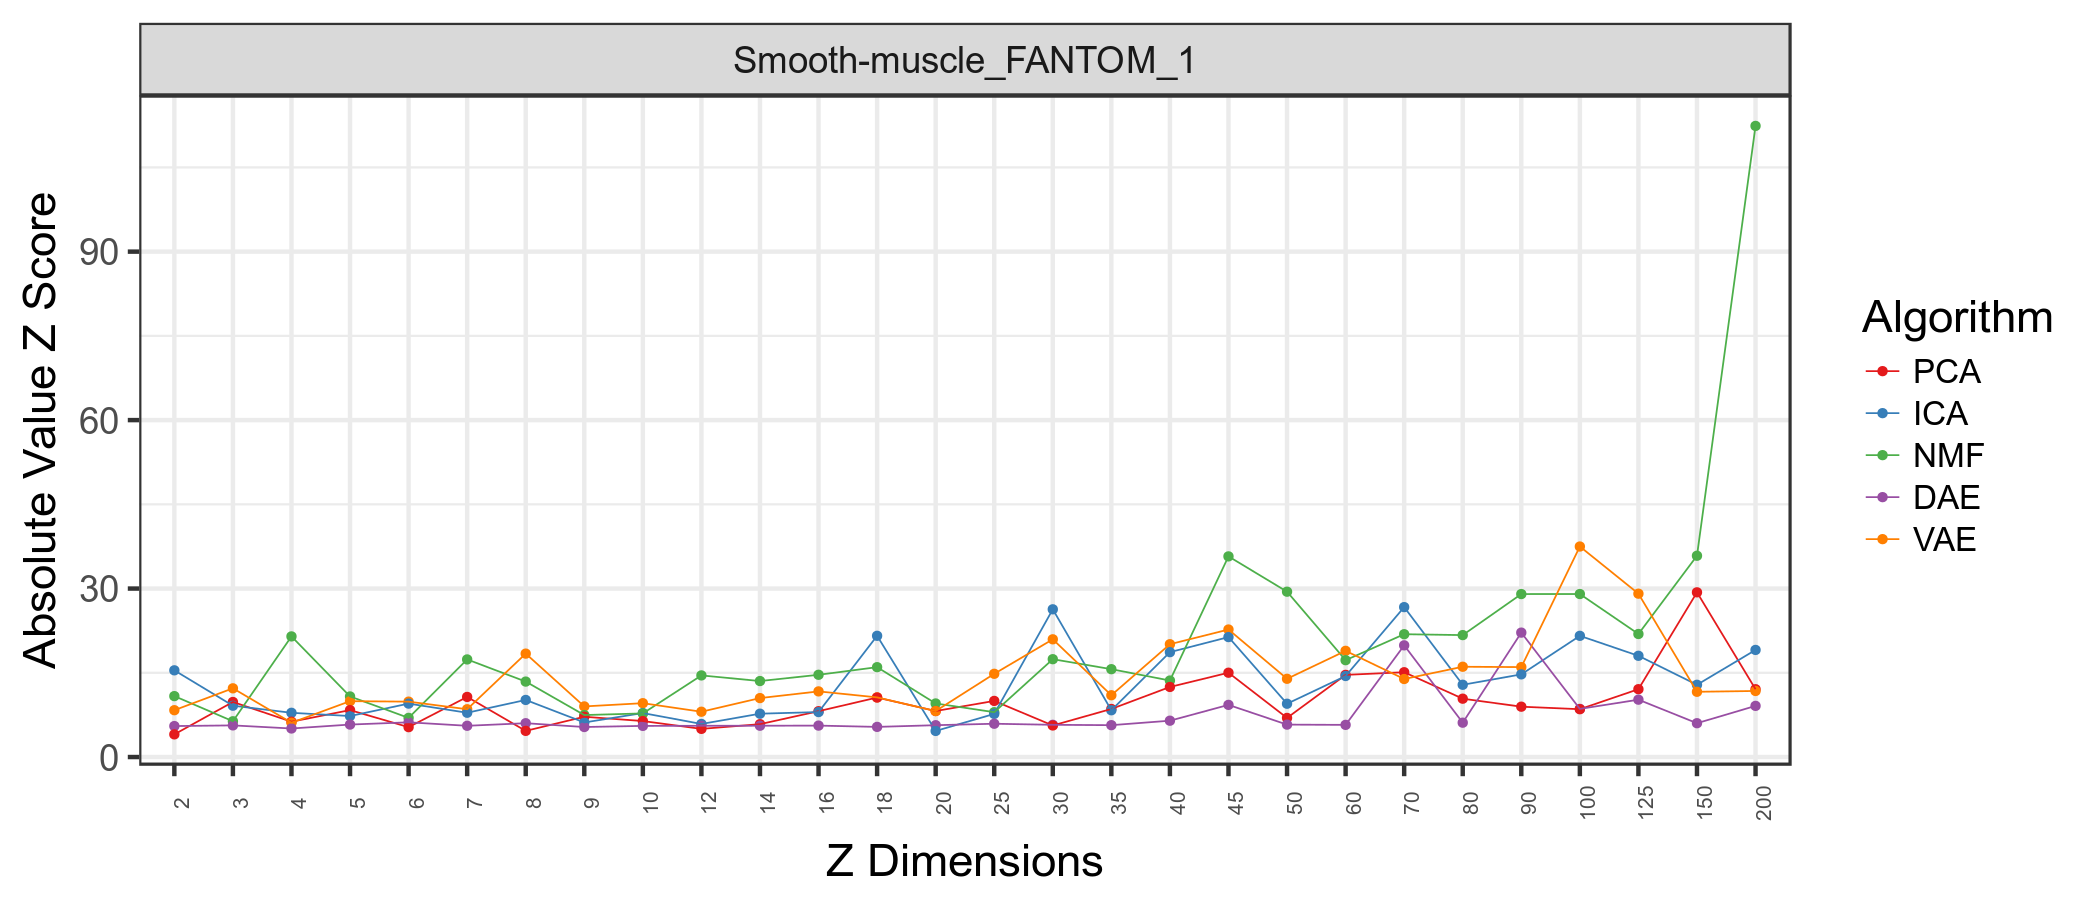 Smooth-muscle_FANTOM_1
Absolute Value Z Score
90
60
30
0
2 3 4 5 6 7 8 9 10 12 14 16 18 20 25 30 35 40 45 50 60 70 80 90 100 125 150 200
Z Dimensions
Algorithm
PCA
ICA
NMF
DAE
VAE